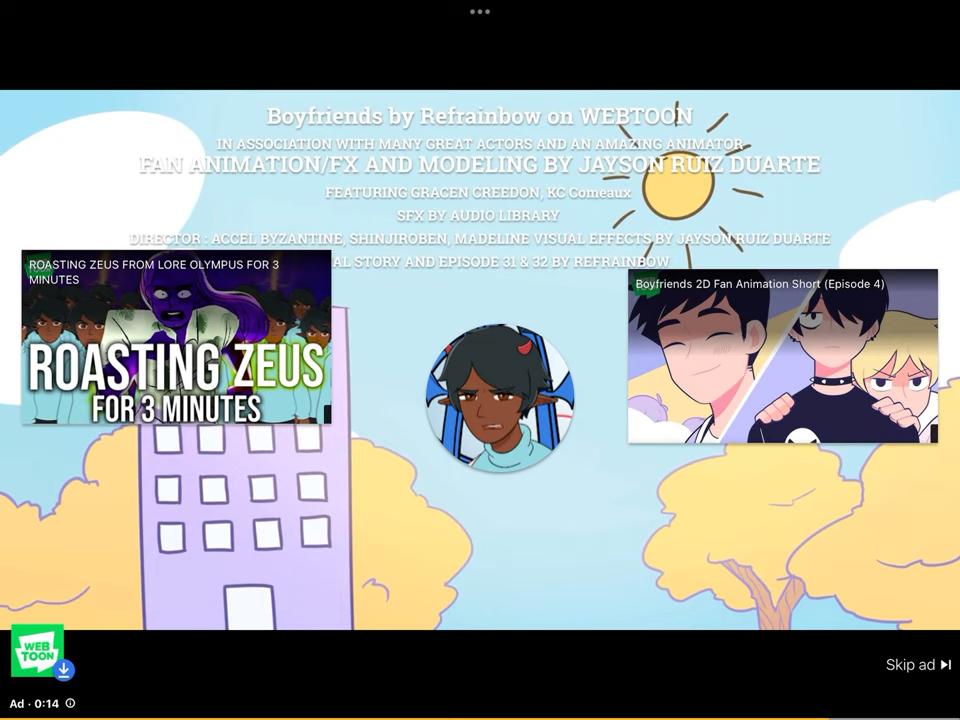 Boyfriends by Refrainbow on WEBTOON
IN ASSOCIATION WITH MANY GREAT ACTORS AND AN AMAZING ANIMATOR
FAN ANIMATION/FX AND MODELING BY JAYSON RUIZ DUARTE
FEATURING GRACEN CREEDON, KC Comeaux
SFX BY AUDIO LIBRARY
DIRECTOR : ACCEL BYZANTINE, SHINJIROBEN, MADELINE VISUAL EFFECTS BY JAYSON RUIZ DUARTE
STORY AND EPISODE 31 & 32 BY REFRAINBOW
ROASTING ZEUS FROM LORE OLYMPUS FOR 3
MINUTES
ROASTING ZEUS
FOR 3 MINUTES
Boyfriends 2D Fan Animation Short (Episode 4)
WEB
TOON
Skip ad
Ad · 0:14